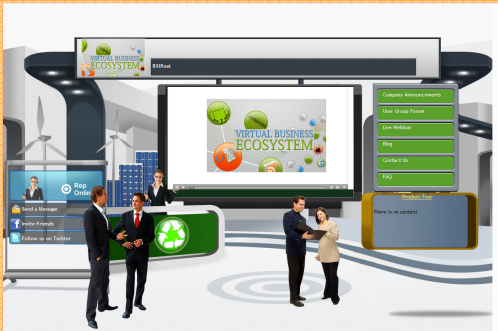 VIRTUAL BUSINESS
ECOSYSTEM
BillFloat
VIRTUAL BUSINESS
ECOSYSTEM
Company Announcements
User Group Forum
Live Webinar
Blog
Contact Us
FAQ
Product Tour
There is no content
Rep
Online
Send a Message
Invite Friends
Follow us on Twitter